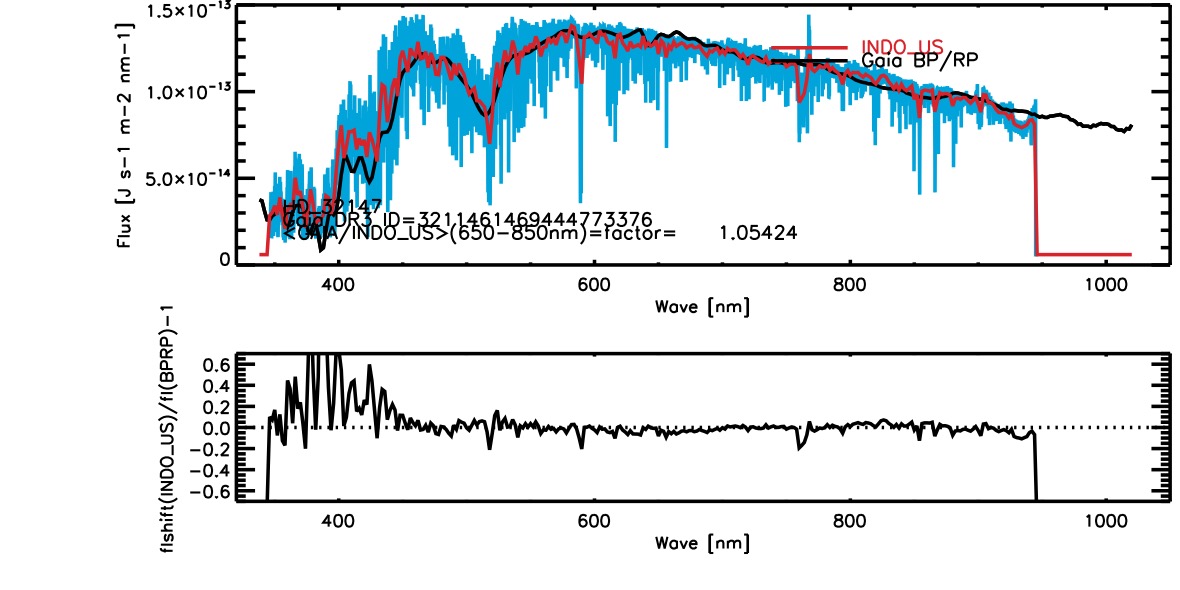 1.5×10−13
1.0×10−13
5.0×10−14
0
Flux [J s−1 m−2 nm−1]
INDO_US
Gaia BP/RP
HD_32147
Gaia DR3 ID=3211461469444773376
<GAIA/INDO_US>(650−850nm)=factor= 1.05424
400 600 800 1000
Wave [nm]
flshift(INDO_US)/fl(BPRP)−1
0.6
0.4
0.2
0.0
−0.2
−0.4
−0.6
400 600 800 1000
Wave [nm]